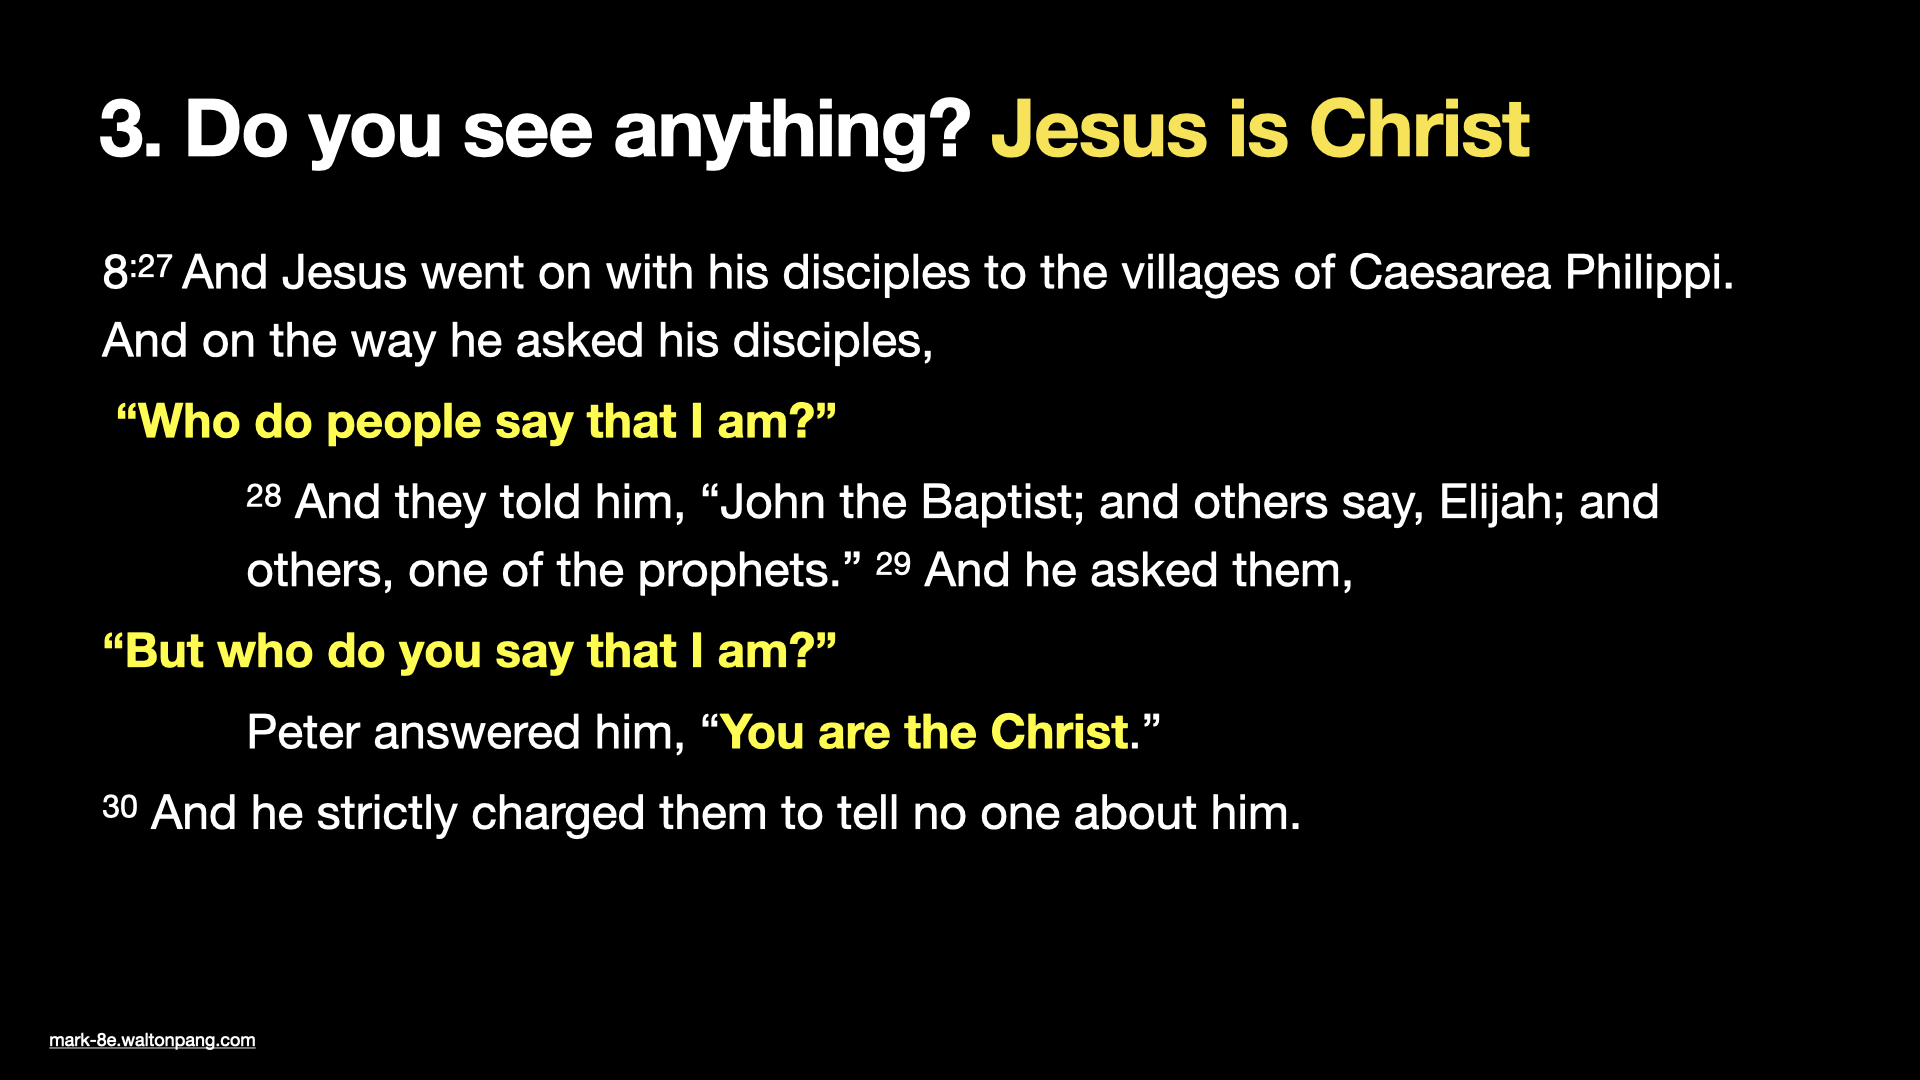 3. Do you see anything? Jesus is Christ
8:27 And Jesus went on with his disciples to the villages of Caesarea Philippi.
And on the way he asked his disciples,
“Who do people say that I am?”
28 And they told him, “John the Baptist; and others say, Elijah; and
others, one of the prophets.” 29 And he asked them,
“But who do you say that I am?”
Peter answered him, “You are the Christ.”
30 And he strictly charged them to tell no one about him.
mark-8e.waltonpang.com